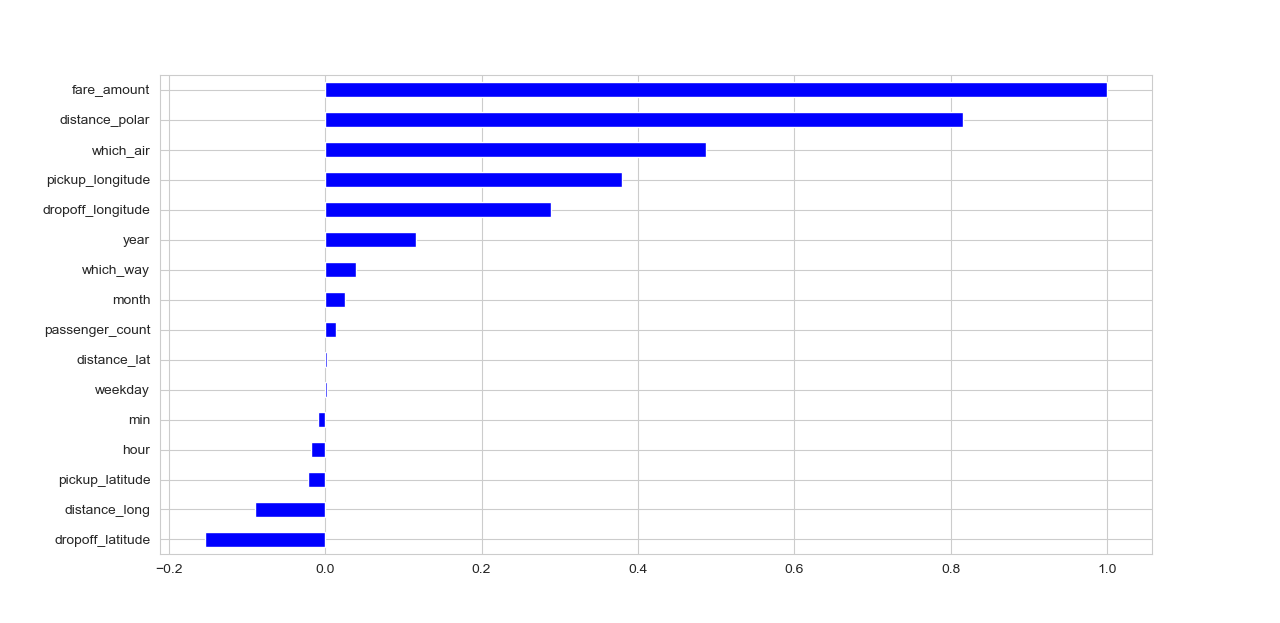 fare_amount
distance_polar
which_air
pickup_longitude
dropoff_longitude
year
which_way
month
passenger_count
distance_lat
weekday
min
hour
pickup_latitude
distance_long
dropoff_latitude
−0.2 0.0 0.2 0.4 0.6 0.8 1.0